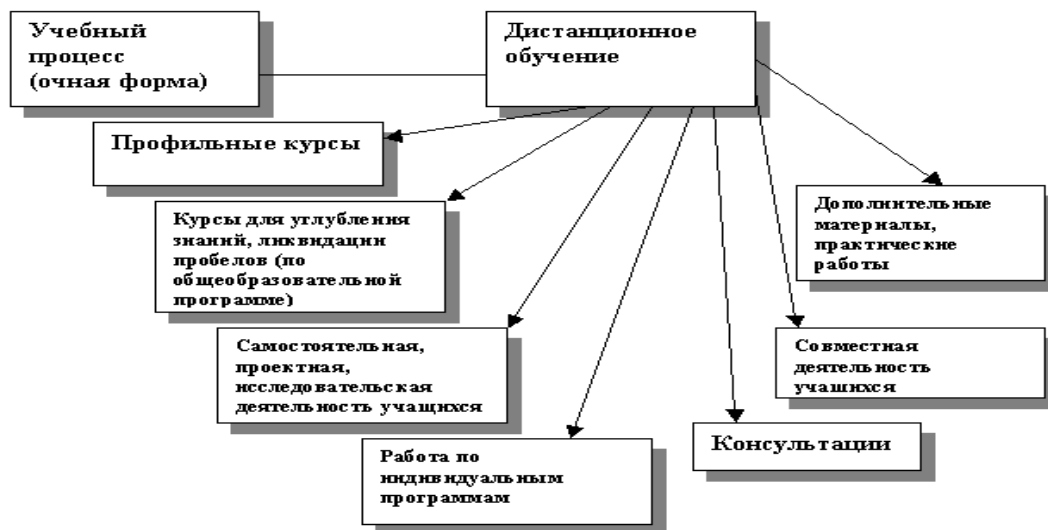 Учебный
процесс
(очная форма)
Дистанционное
обучение
Профильные курсы
Курсы для углубления
знаний, ликвидации
пробелов (по
общеобразовательной
программе)
Дополнительные
материалы,
практические
работы
Самостоятельная,
проектная,
исследовательская
деятельность учащихся
Совместная
деятельность
учашихся
Работа по
индивидуальным
программам
Консультации